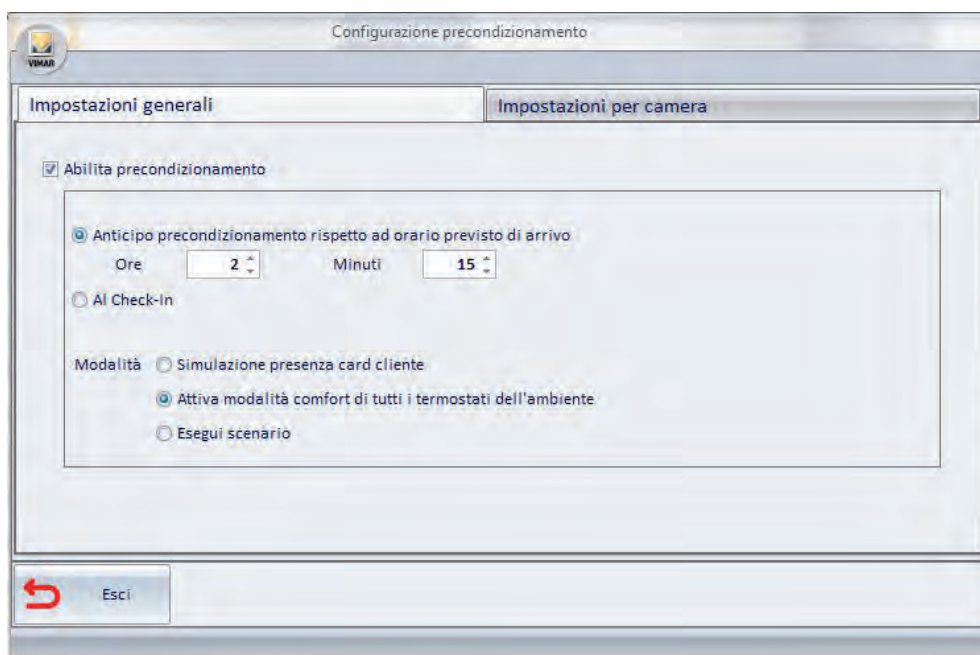 Configurazione precondizionamento
VIMAR
Impostazioni generali
Impostazioni per camera
Abilita precondizionamento
Anticipo precondizionamento rispetto ad orario previsto di arrivo
Ore 2 Minuti 15
Al Check-In
Modalità Simulazione presenza card cliente
Attiva modalità comfort di tutti i termostati dell'ambiente
Esegui scenario
Esci